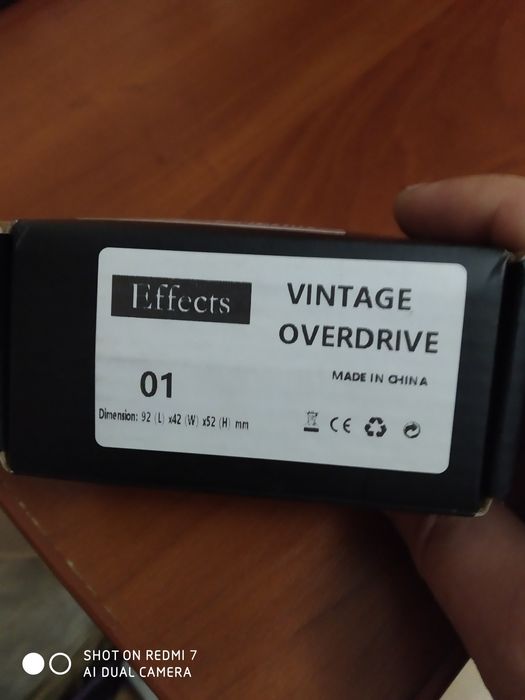 Effects
VINTAGE
OVERDRIVE
01
MADE IN CHINA
Dimension: 92 (L) x42 (W) x52 (H) mm
CE
SHOT ON REDMI 7
AI DUAL CAMERA